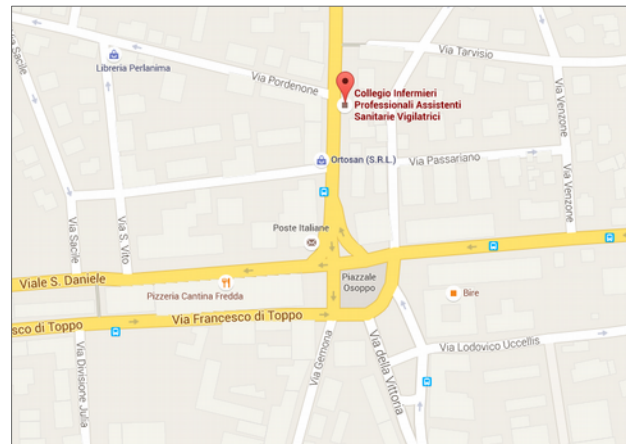 Via Sacile
Libreria Perlanima
Via Pordenone
Via Tarvisio
Via Venzone
Collegio Infermieri
Professionali Assistenti
Sanitarie Vigilatrici
Ortosan (S.R.L.)
Via Passariano
Via Venzone
Via Sacile
Via S. Vito
Poste Italiane
Viale S. Daniele
Pizzeria Cantina Fredda
Piazzale
Osoppo
Bire
sco di Toppo
Via Francesco di Toppo
Via Divisione Julia
Via Gemona
Via della Vittoria
Via Lodovico Uccellis